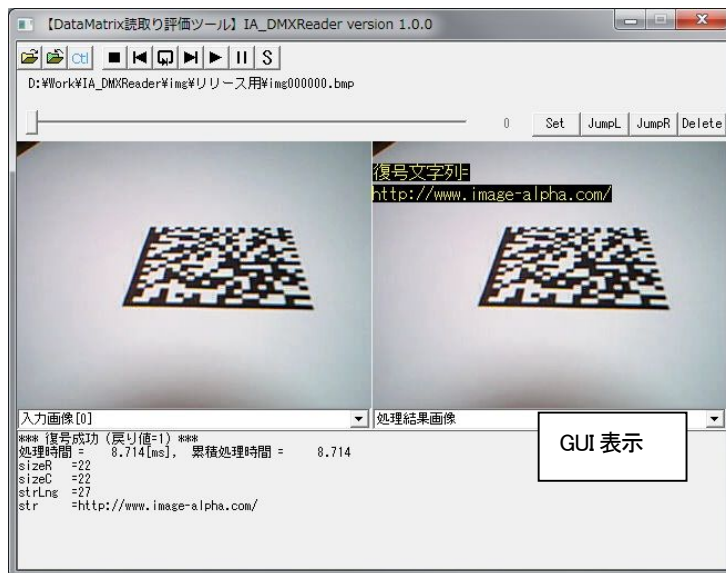 【DataMatrix読取り評価ツール】IA_DMXReader version 1.0.0
Ctl S
D:¥Work¥IA_DMXReader¥img¥リリース用¥img000000.bmp
0 Set JumpL JumpR Delete
復号文字列=
http://www.image-alpha.com/
入力画像[0] 処理結果画像
*** 復号成功 (戻り値=1) ***
処理時間 = 8.714[ms], 累積処理時間 = 8.714
sizeR =22
sizeC =22
strLng =27
str =http://www.image-alpha.com/
GUI 表示